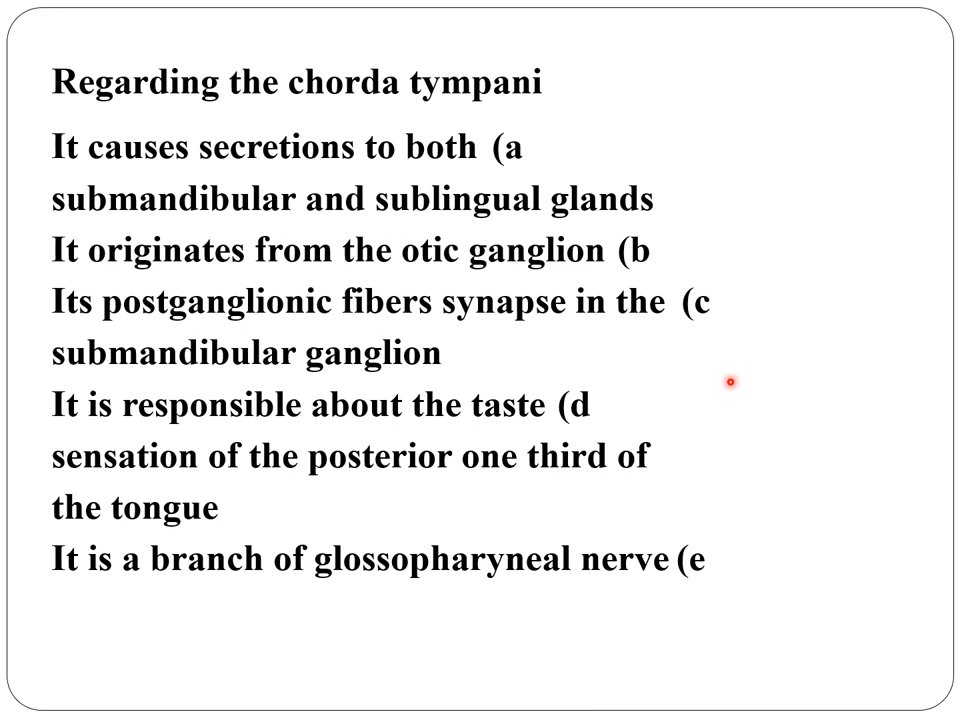 Regarding the chorda tympani
It causes secretions to both (a
submandibular and sublingual glands
It originates from the otic ganglion (b
Its postganglionic fibers synapse in the (c
submandibular ganglion
It is responsible about the taste (d
sensation of the posterior one third of
the tongue
It is a branch of glossopharyneal nerve (e